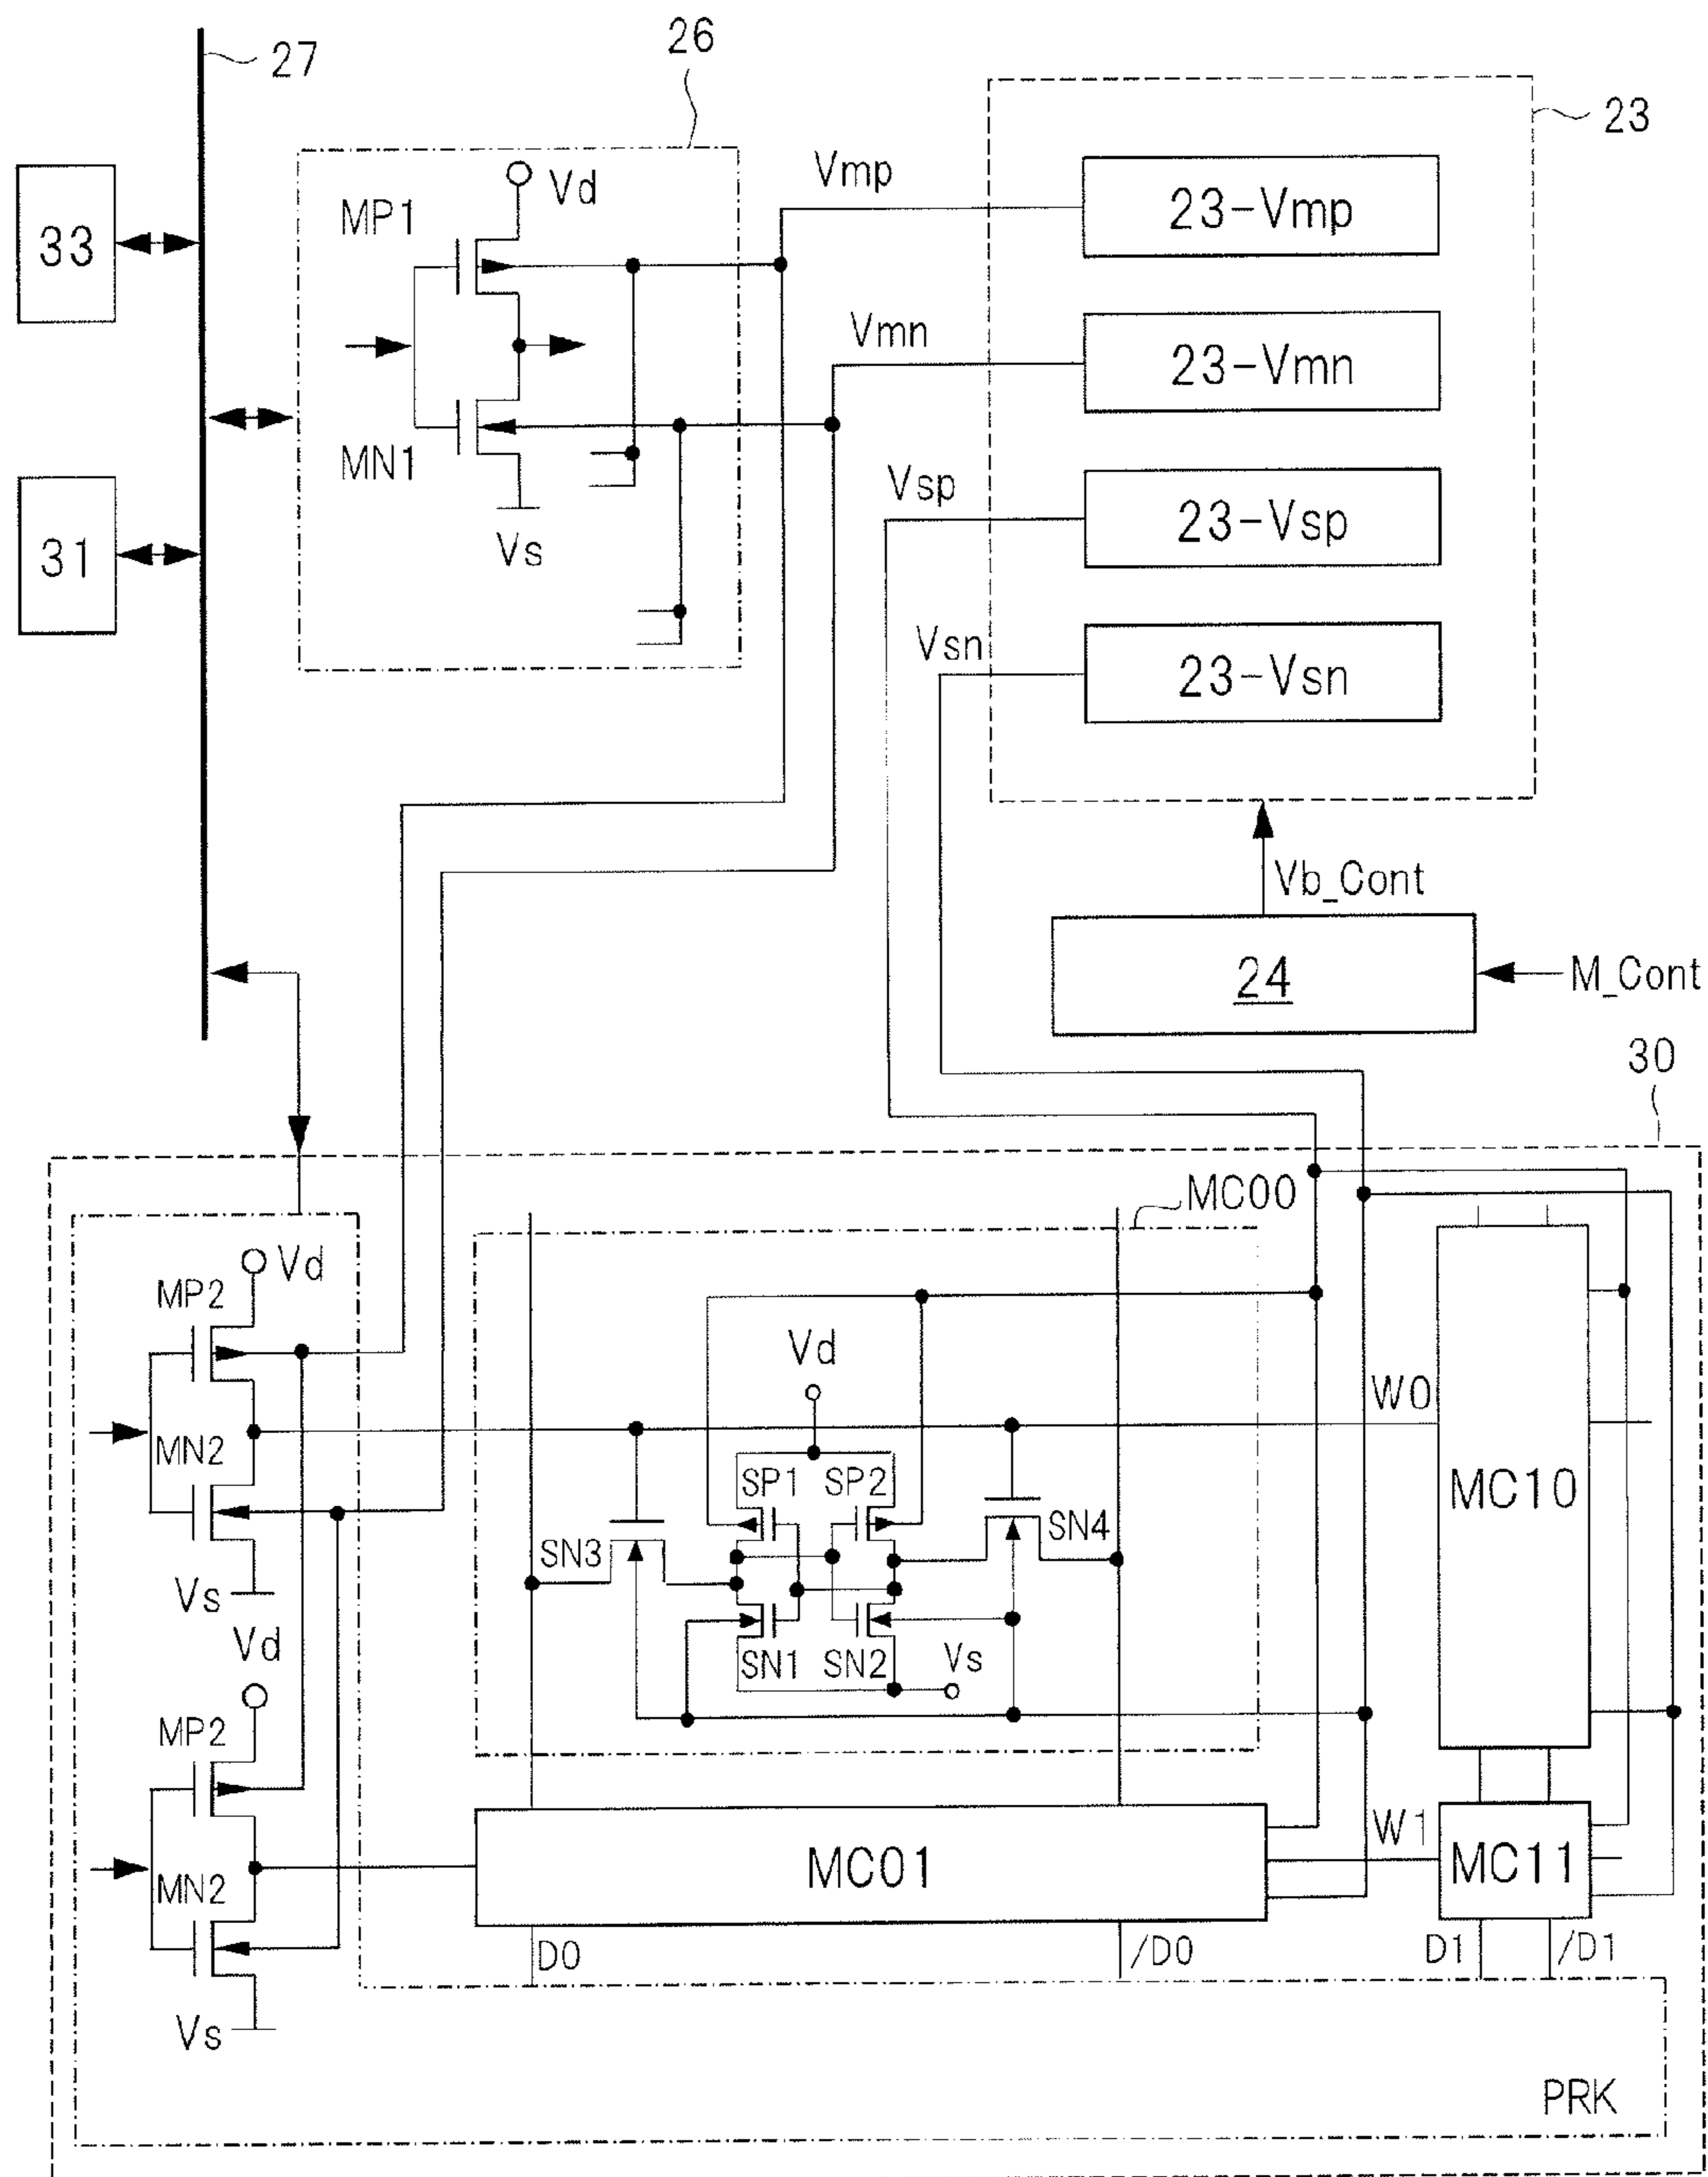 27
26
23
33
31
Vd
MP1
MN1
Vs
Vmp
Vmn
Vsp
Vsn
23-Vmp
23-Vmn
23-Vsp
23-Vsn
Vb_Cont
24
M_Cont
30
MC00
Vd
MP2
MN2
Vs
Vd
W0
MC10
SP1
SP2
SN3
SN4
SN1
SN2
Vs
Vd
MP2
MN2
Vs
MC01
W1
MC11
D0
/D0
D1
/D1
PRK